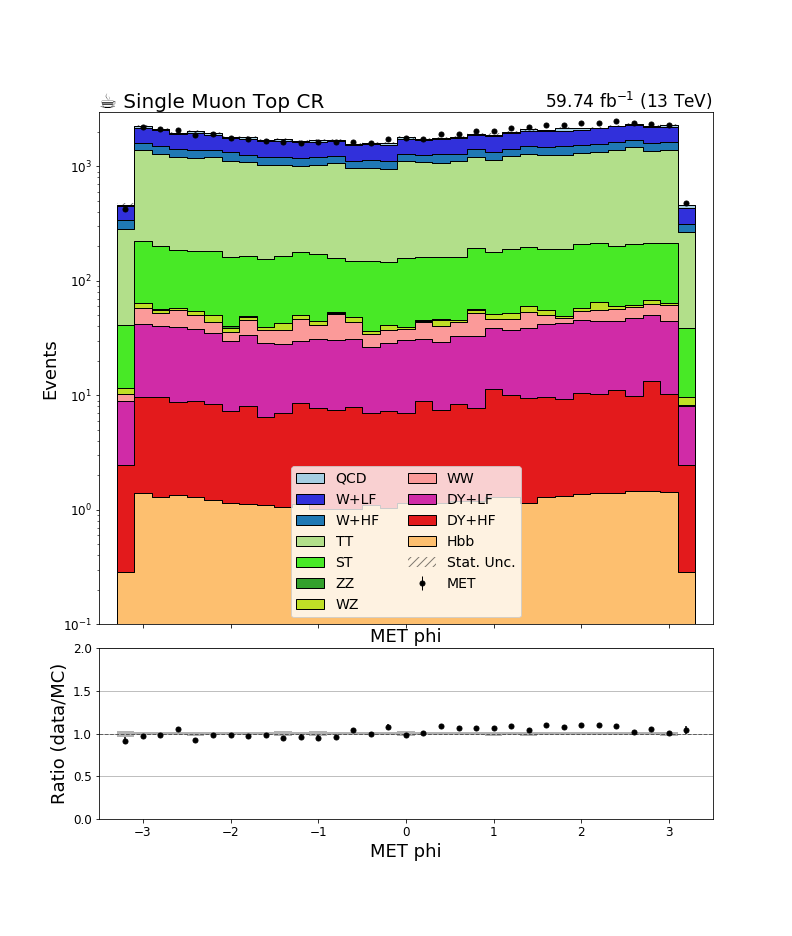 ☕ Single Muon Top CR 59.74 fb⁻¹ (13 TeV)
Events
10³
10²
10¹
10⁰
10⁻¹
QCD WW
W+LF DY+LF
W+HF DY+HF
TT Hbb
ST Stat. Unc.
ZZ MET
WZ
MET phi
Ratio (data/MC)
2.0
1.5
1.0
0.5
0.0
−3 −2 −1 0 1 2 3
MET phi